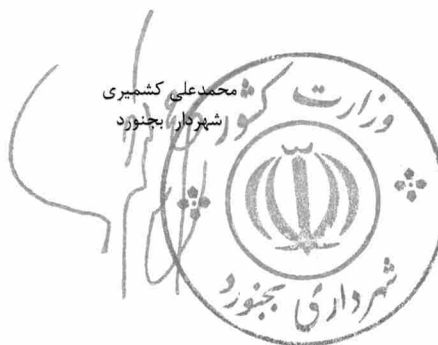 محمدعلی کشمیری
شهردار بجنورد
وزارت کشور
شهرداری بجنورد